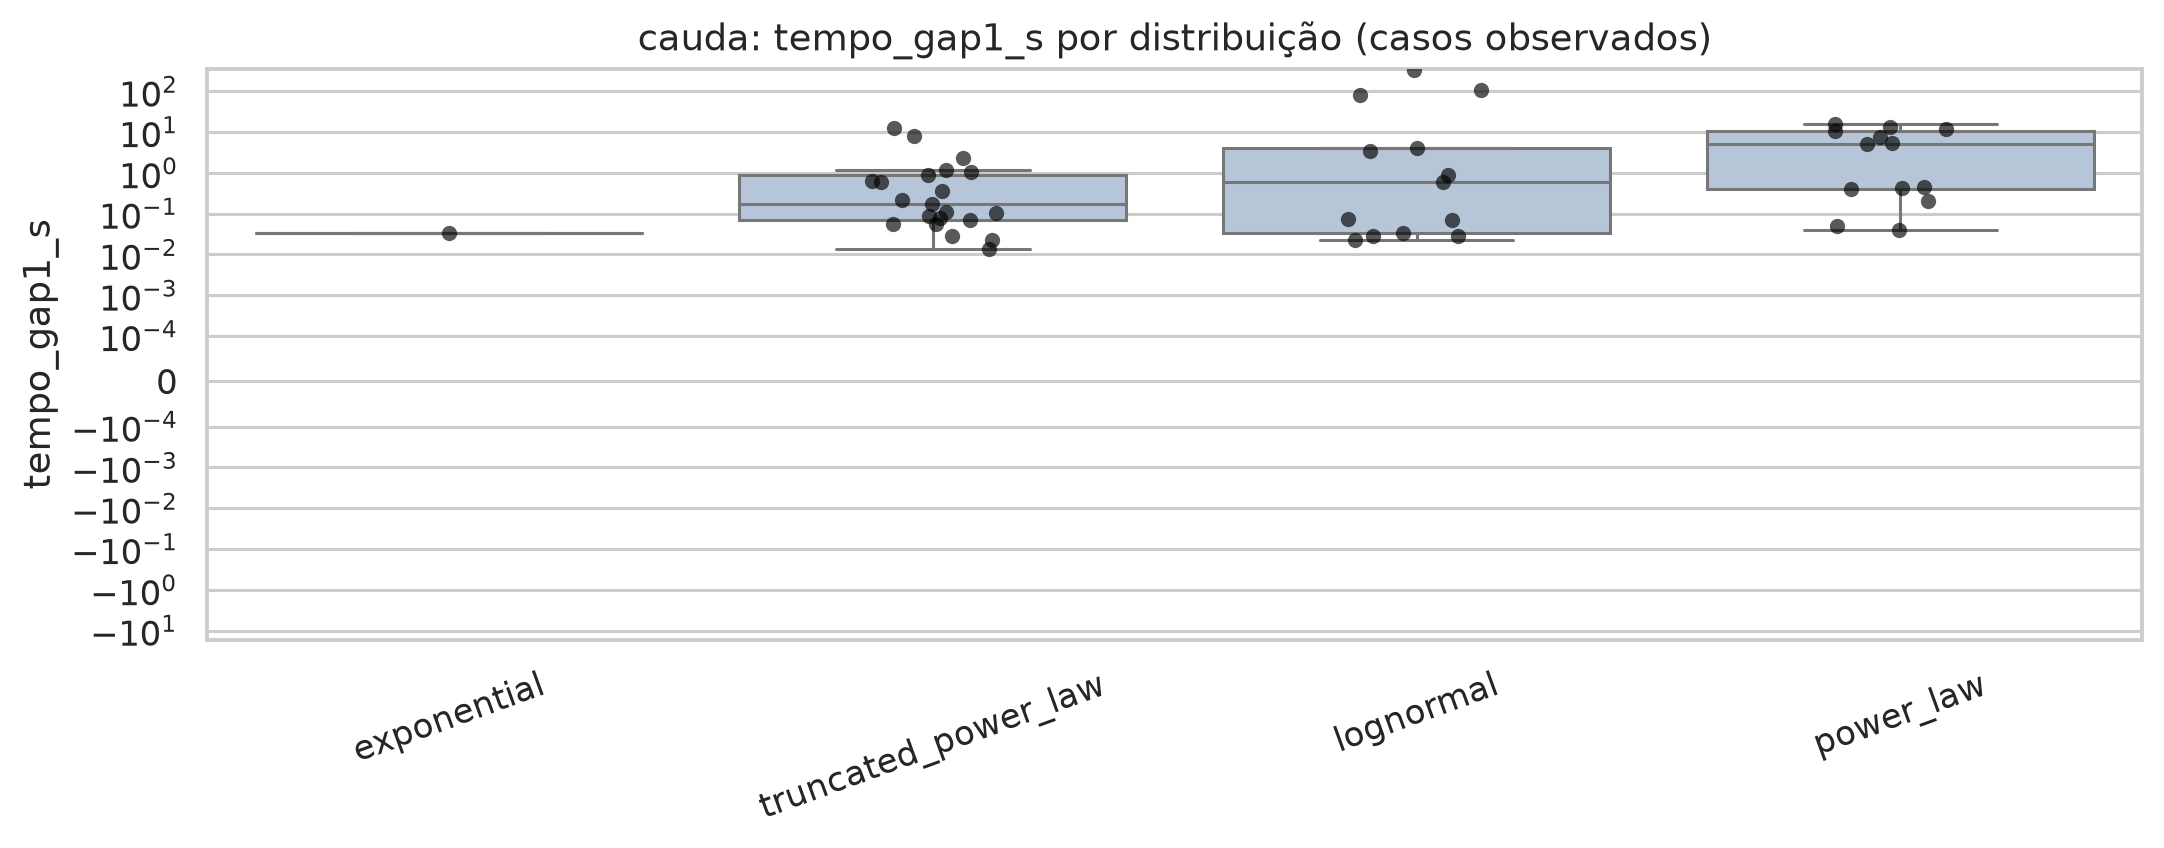 cauda: tempo_gap1_s por distribuição (casos observados)
tempo_gap1_s
10²
10¹
10⁰
10⁻¹
10⁻²
10⁻³
10⁻⁴
0
−10⁻⁴
−10⁻³
−10⁻²
−10⁻¹
−10⁰
−10¹
exponential
truncated_power_law
lognormal
power_law